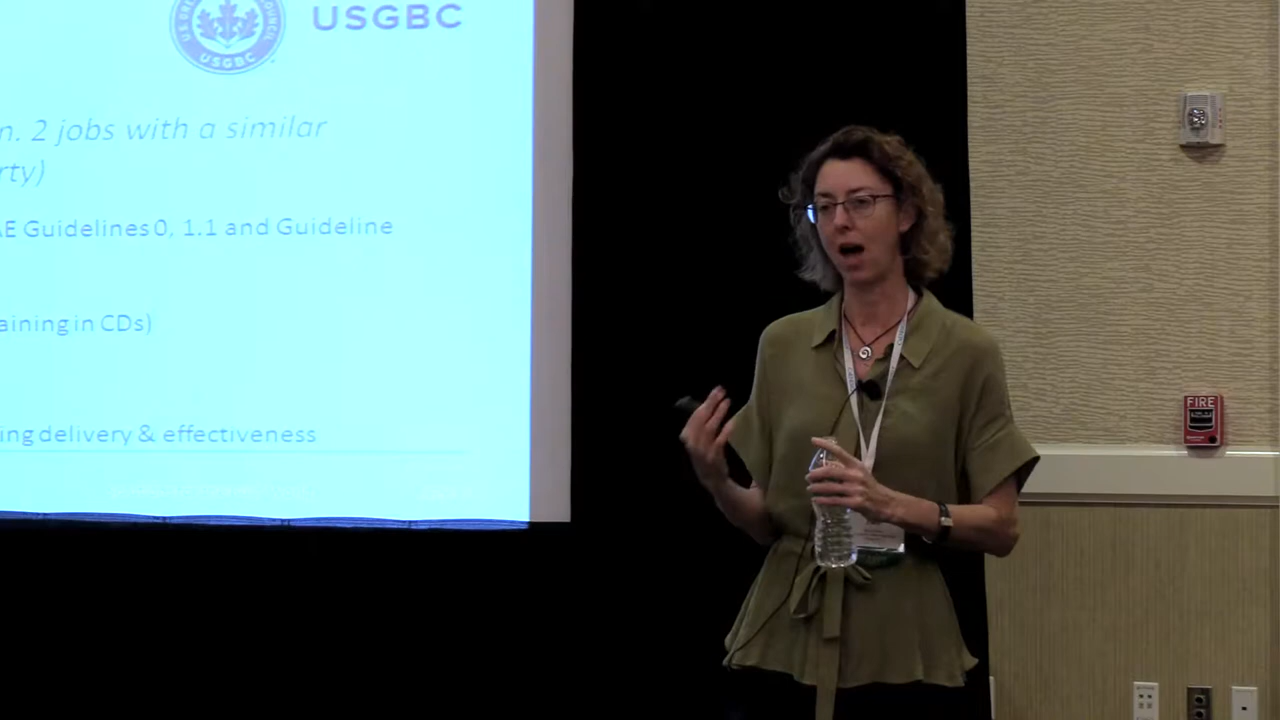 USGBC
USGBC
n. 2 jobs with a similar
rty)
AE Guidelines 0, 1.1 and Guideline
aining in CDs)
ing delivery & effectiveness
FIRE